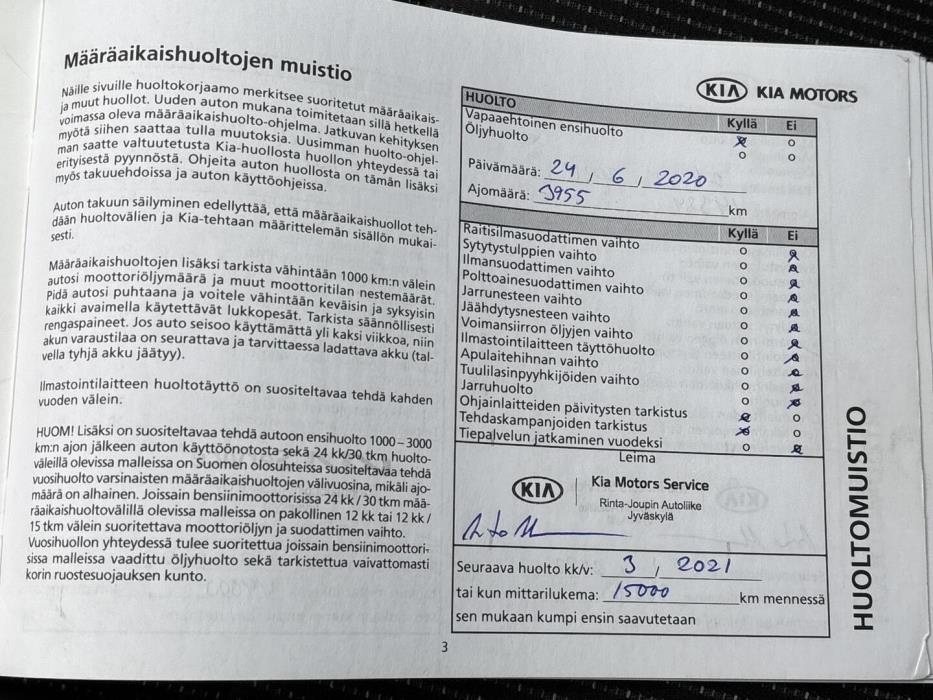 Määräaikaishuoltojen muistio
Näille sivuille huoltokorjaamo merkitsee suoritetut määräaikais-
ja muut huollot. Uuden auton mukana toimitetaan sillä hetkellä
voimassa oleva määräaikaishuolto-ohjelma. Jatkuvan kehityksen
myötä siihen saattaa tulla muutoksia. Uusimman huolto-ohjel-
man saatte valtuutetusta Kia-huollosta huollon yhteydessä tai
erityisestä pyynnöstä. Ohjeita auton huollosta on tämän lisäksi
myös takuuehdoissa ja auton käyttöohjeissa.
Auton takuun säilyminen edellyttää, että määräaikaishuollot teh-
dään huoltovälien ja Kia-tehtaan määrittelemän sisällön mukai-
sesti.
Määräaikaishuoltojen lisäksi tarkista vähintään 1000 km:n välein
autosi moottoriöljymäärä ja muut moottoritilan nestemäärät.
Pidä autosi puhtaana ja voitele vähintään keväisin ja syksyisin
kaikki avaimella käytettävät lukkopesät. Tarkista säännöllisesti
rengaspaineet. Jos auto seisoo käyttämättä yli kaksi viikkoa, niin
akun varaustilaa on seurattava ja tarvittaessa ladattava akku (tal-
vella tyhjä akku jäätyy).
Ilmastointilaitteen huoltotäyttö on suositeltavaa tehdä kahden
vuoden välein.
HUOM! Lisäksi on suositeltavaa tehdä autoon ensihuolto 1000–3000
km:n ajon jälkeen auton käyttöönotosta sekä 24 kk/30 tkm huolto-
väleillä olevissa malleissa on Suomen olosuhteissa suositeltavaa tehdä
vuosihuolto varsinaisten määräaikaishuoltojen välivuosina, mikäli ajo-
määrä on alhainen. Joissain bensiinimoottorisissa 24 kk/30 tkm mää-
räaikaishuoltovälillä olevissa malleissa on pakollinen 12 kk tai 12 kk/
15 tkm välein suoritettava moottoriöljyn ja suodattimen vaihto.
Vuosihuollon yhteydessä tulee suoritettua joissain bensiinimoottori-
sissa malleissa vaadittu öljyhuolto sekä tarkistettua vaivattomasti
korin ruostesuojauksen kunto.
KIA KIA MOTORS
HUOLTO Kyllä Ei
Vapaaehtoinen ensihuolto
Öljyhuolto
Päivämäärä: 24 / 6 / 2020
Ajomäärä: 3955 km
Kyllä Ei
Raitisilmasuodattimen vaihto
Sytytystulppien vaihto
Ilmansuodattimen vaihto
Polttoainesuodattimen vaihto
Jarrunesteen vaihto
Jäähdytysnesteen vaihto
Voimansiirron öljyjen vaihto
Ilmastointilaitteen täyttöhuolto
Apulaitehihnan vaihto
Tuulilasinpyyhkijöiden vaihto
Jarruhuolto
Ohjainlaitteiden päivitysten tarkistus
Tehdaskampanjoiden tarkistus
Tiepalvelun jatkaminen vuodeksi
Leima
KIA Kia Motors Service
Rinta-Joupin Autoliike
Jyväskylä
Seuraava huolto kk/v: 3 / 2021
tai kun mittarilukema: 15000 km mennessä
sen mukaan kumpi ensin saavutetaan
HUOLTOMUISTIO
3